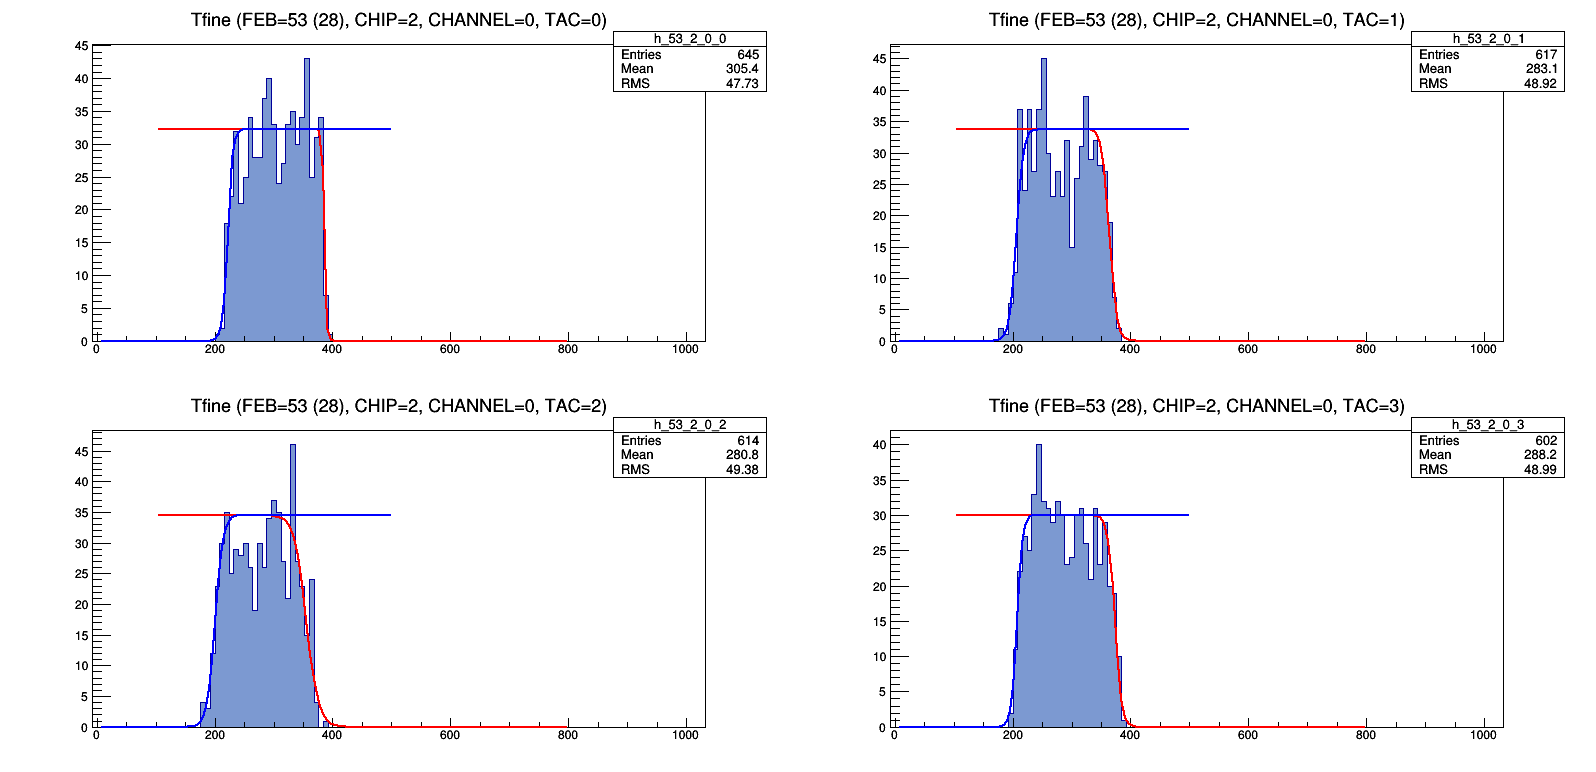 Tfine (FEB=53 (28), CHIP=2, CHANNEL=0, TAC=0)
h_53_2_0_0
Entries 645
Mean 305.4
RMS 47.73
45
40
35
30
25
20
15
10
5
0
0 200 400 600 800 1000
Tfine (FEB=53 (28), CHIP=2, CHANNEL=0, TAC=1)
h_53_2_0_1
Entries 617
Mean 283.1
RMS 48.92
45
40
35
30
25
20
15
10
5
0
0 200 400 600 800 1000
Tfine (FEB=53 (28), CHIP=2, CHANNEL=0, TAC=2)
h_53_2_0_2
Entries 614
Mean 280.8
RMS 49.38
45
40
35
30
25
20
15
10
5
0
0 200 400 600 800 1000
Tfine (FEB=53 (28), CHIP=2, CHANNEL=0, TAC=3)
h_53_2_0_3
Entries 602
Mean 288.2
RMS 48.99
40
35
30
25
20
15
10
5
0
0 200 400 600 800 1000